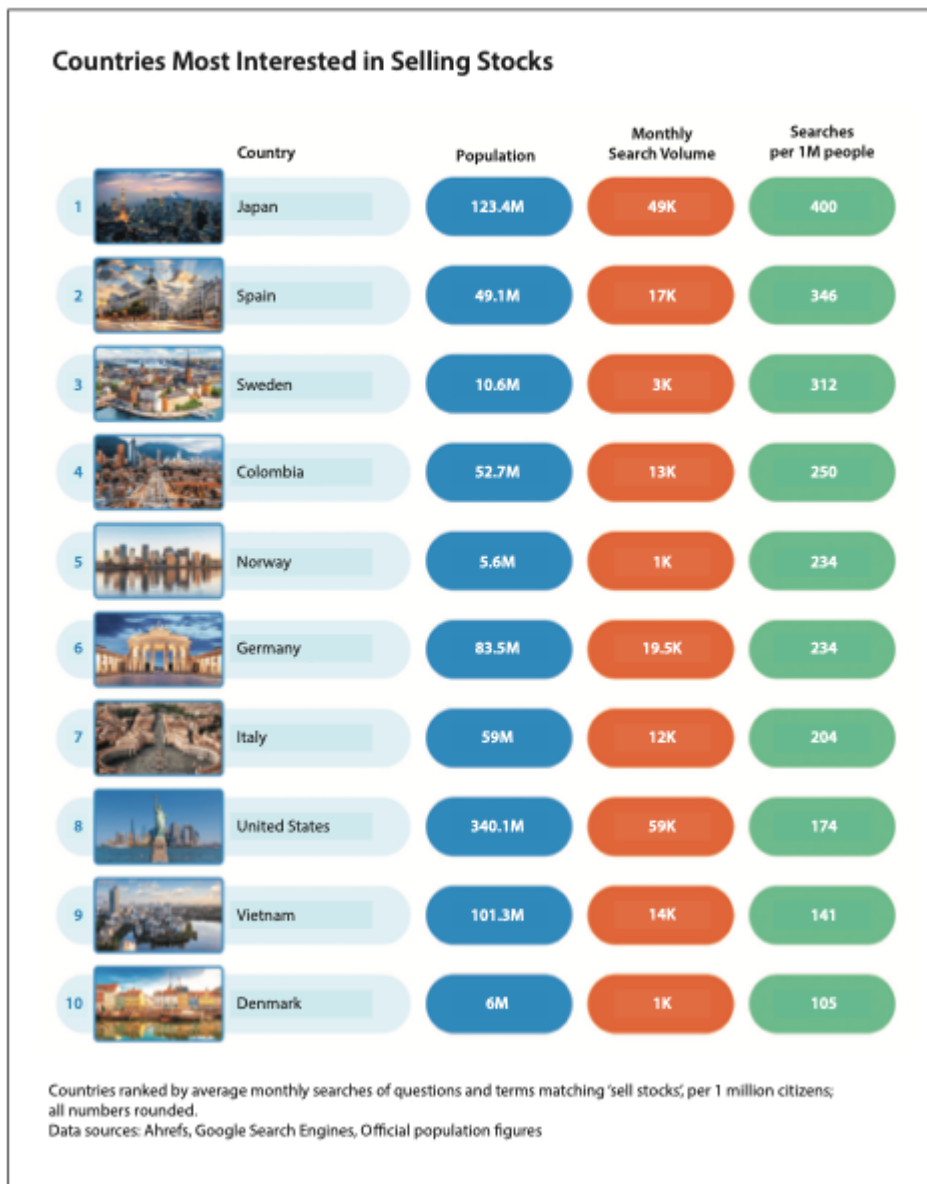 Countries Most Interested in Selling Stocks
Country
Population
Monthly
Search Volume
Searches
per 1M people
1 Japan 123.4M 49K 400
2 Spain 49.1M 17K 346
3 Sweden 10.6M 3K 312
4 Colombia 52.7M 13K 250
5 Norway 5.6M 1K 234
6 Germany 83.5M 19.5K 234
7 Italy 59M 12K 204
8 United States 340.1M 59K 174
9 Vietnam 101.3M 14K 141
10 Denmark 6M 1K 105
Countries ranked by average monthly searches of questions and terms matching ‘sell stocks’, per 1 million citizens;
all numbers rounded.
Data sources: Ahrefs, Google Search Engines, Official population figures